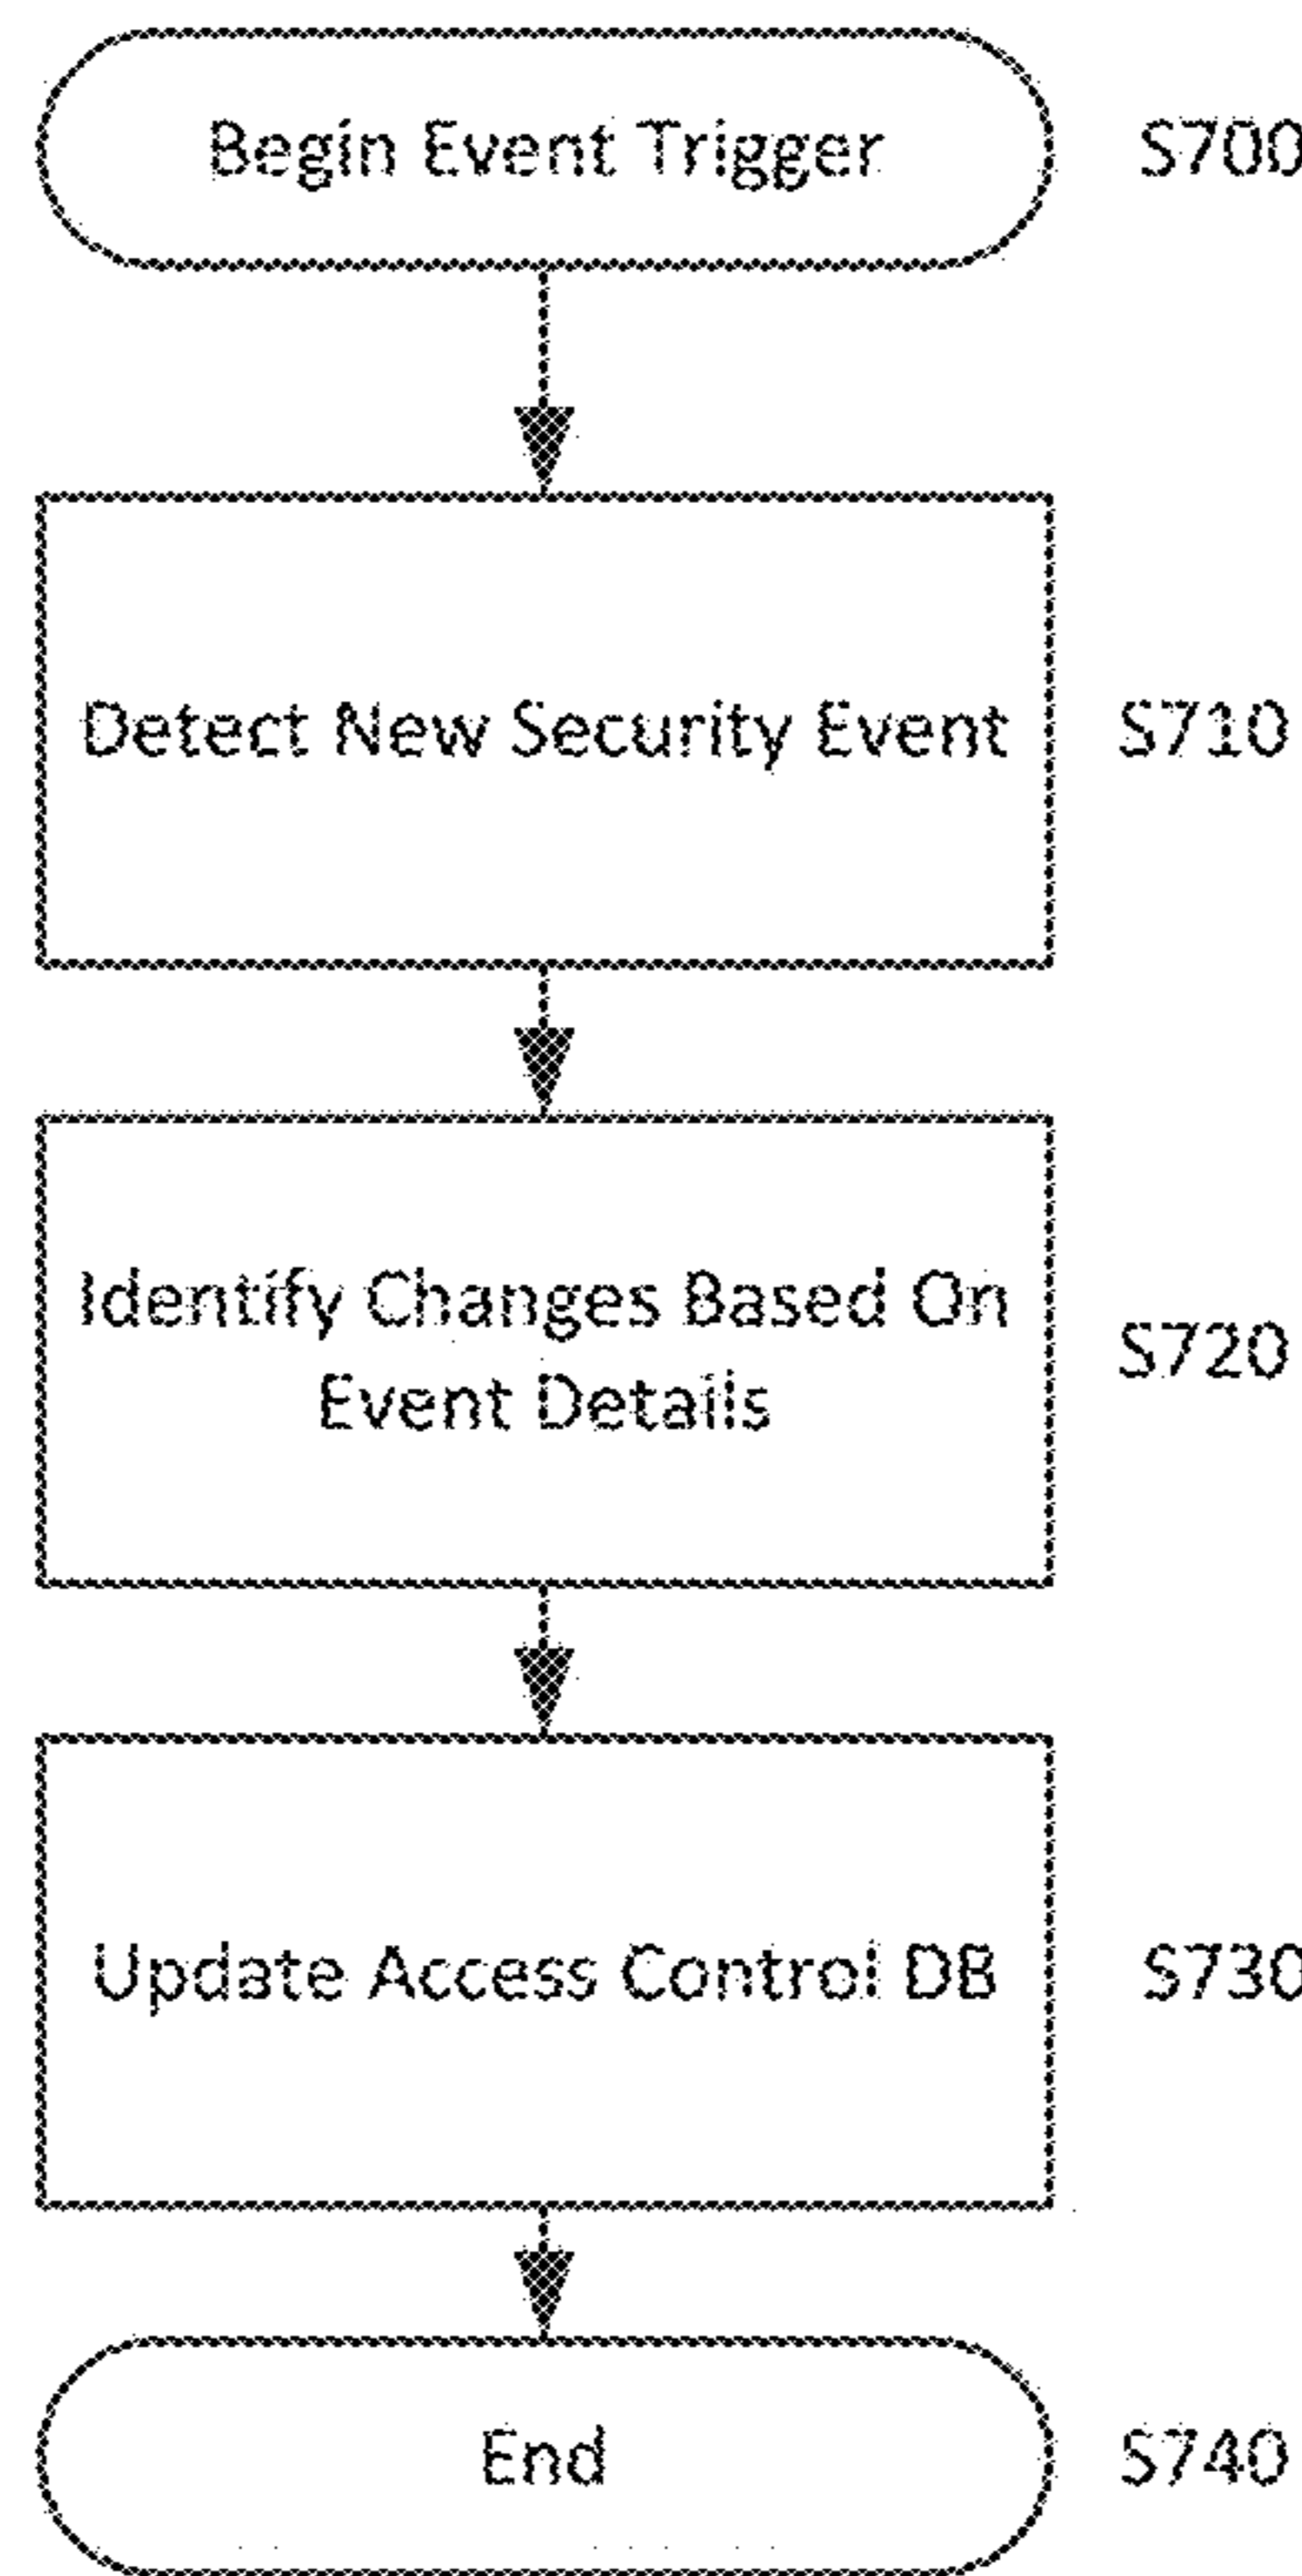 Begin Event Trigger
S700
Detect New Security Event
S710
Identify Changes Based On
Event Details
S720
Update Access Control DB
S730
End
S740